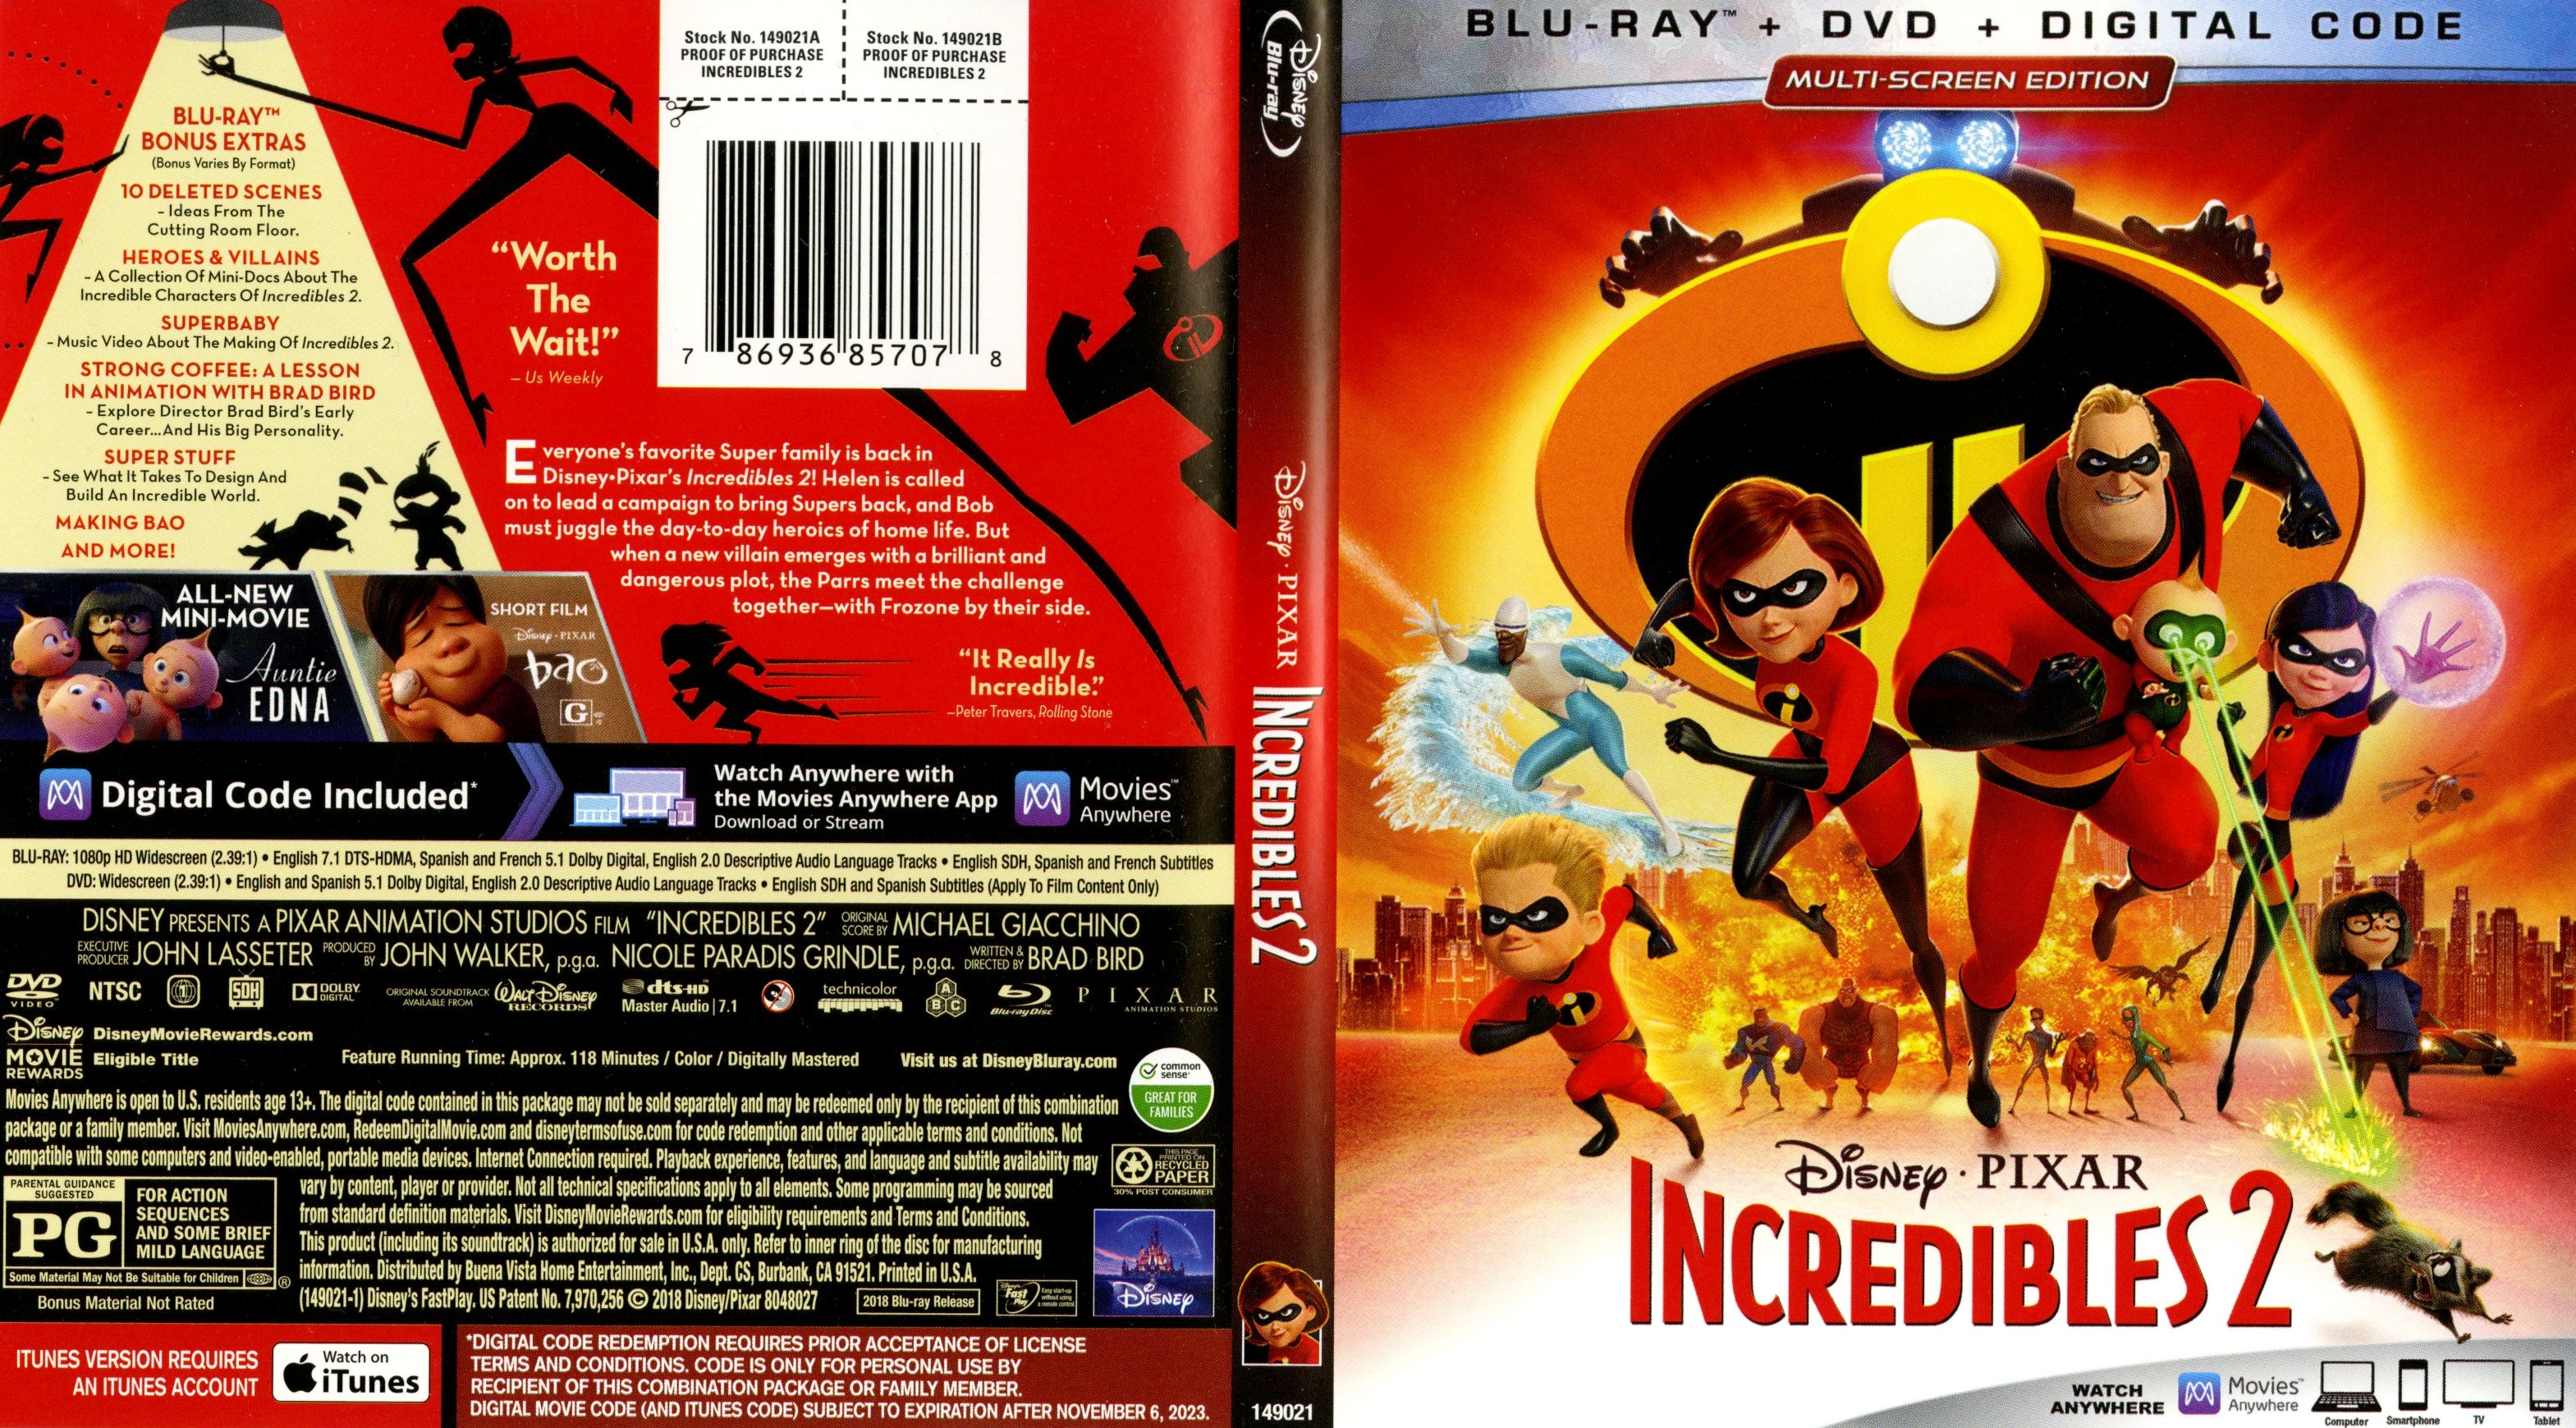 BLU-RAY™
BONUS EXTRAS
(Bonus Varies By Format)
10 DELETED SCENES
– Ideas From The
Cutting Room Floor.
HEROES & VILLAINS
– A Collection Of Mini-Docs About The
Incredible Characters Of Incredibles 2.
SUPERBABY
– Music Video About The Making Of Incredibles 2.
STRONG COFFEE: A LESSON
IN ANIMATION WITH BRAD BIRD
– Explore Director Brad Bird's Early
Career...And His Big Personality.
SUPER STUFF
– See What It Takes To Design And
Build An Incredible World.
MAKING BAO
AND MORE!
Stock No. 149021A
PROOF OF PURCHASE
INCREDIBLES 2
Stock No. 149021B
PROOF OF PURCHASE
INCREDIBLES 2
7 86936 85707 8
“Worth
The
Wait!”
– Us Weekly
Everyone's favorite Super family is back in
Disney•Pixar's Incredibles 2! Helen is called
on to lead a campaign to bring Supers back, and Bob
must juggle the day-to-day heroics of home life. But
when a new villain emerges with a brilliant and
dangerous plot, the Parrs meet the challenge
together—with Frozone by their side.
“It Really Is
Incredible.”
—Peter Travers, Rolling Stone
ALL-NEW
MINI-MOVIE
Auntie
EDNA
SHORT FILM
Disney · PIXAR
bao
G
Digital Code Included*
Watch Anywhere with
the Movies Anywhere App
Download or Stream
Movies™
Anywhere
BLU-RAY: 1080p HD Widescreen (2.39:1) • English 7.1 DTS-HDMA, Spanish and French 5.1 Dolby Digital, English 2.0 Descriptive Audio Language Tracks • English SDH, Spanish and French Subtitles
DVD: Widescreen (2.39:1) • English and Spanish 5.1 Dolby Digital, English 2.0 Descriptive Audio Language Tracks • English SDH and Spanish Subtitles (Apply To Film Content Only)
DISNEY PRESENTS A PIXAR ANIMATION STUDIOS FILM “INCREDIBLES 2” ORIGINAL SCORE BY MICHAEL GIACCHINO
EXECUTIVE PRODUCER JOHN LASSETER PRODUCED BY JOHN WALKER, p.g.a. NICOLE PARADIS GRINDLE, p.g.a. WRITTEN & DIRECTED BY BRAD BIRD
DVD VIDEO NTSC 1 SDH DOLBY DIGITAL ORIGINAL SOUNDTRACK AVAILABLE FROM WALT DISNEY RECORDS dts-HD Master Audio | 7.1 technicolor A B C Blu-ray Disc PIXAR ANIMATION STUDIOS
Disney MOVIE REWARDS
DisneyMovieRewards.com
Eligible Title
Feature Running Time: Approx. 118 Minutes / Color / Digitally Mastered
Visit us at DisneyBluray.com
common sense
GREAT FOR FAMILIES
Movies Anywhere is open to U.S. residents age 13+. The digital code contained in this package may not be sold separately and may be redeemed only by the recipient of this combination
package or a family member. Visit MoviesAnywhere.com, RedeemDigitalMovie.com and disneytermsofuse.com for code redemption and other applicable terms and conditions. Not
compatible with some computers and video-enabled, portable media devices. Internet Connection required. Playback experience, features, and language and subtitle availability may
vary by content, player or provider. Not all technical specifications apply to all elements. Some programming may be sourced
from standard definition materials. Visit DisneyMovieRewards.com for eligibility requirements and Terms and Conditions.
This product (including its soundtrack) is authorized for sale in U.S.A. only. Refer to inner ring of the disc for manufacturing
information. Distributed by Buena Vista Home Entertainment, Inc., Dept. CS, Burbank, CA 91521. Printed in U.S.A.
(149021-1) Disney's FastPlay. US Patent No. 7,970,256 © 2018 Disney/Pixar 8048027
2018 Blu-ray Release
Disney's Fast Play
Easy start-up without using a remote control
THIS PAGE PRINTED ON
RECYCLED
PAPER
30% POST CONSUMER
Disney
PARENTAL GUIDANCE SUGGESTED
PG
FOR ACTION
SEQUENCES
AND SOME BRIEF
MILD LANGUAGE
Some Material May Not Be Suitable for Children ®
Bonus Material Not Rated
ITUNES VERSION REQUIRES
AN ITUNES ACCOUNT
Watch on
iTunes
*DIGITAL CODE REDEMPTION REQUIRES PRIOR ACCEPTANCE OF LICENSE
TERMS AND CONDITIONS. CODE IS ONLY FOR PERSONAL USE BY
RECIPIENT OF THIS COMBINATION PACKAGE OR FAMILY MEMBER.
DIGITAL MOVIE CODE (AND ITUNES CODE) SUBJECT TO EXPIRATION AFTER NOVEMBER 6, 2023.
Disney Blu-ray
Disney · PIXAR
INCREDIBLES 2
149021
BLU-RAY™ + DVD + DIGITAL CODE
MULTI-SCREEN EDITION
Disney · PIXAR
INCREDIBLES 2
WATCH
ANYWHERE
Movies™
Anywhere
Computer
Smartphone
TV
Tablet